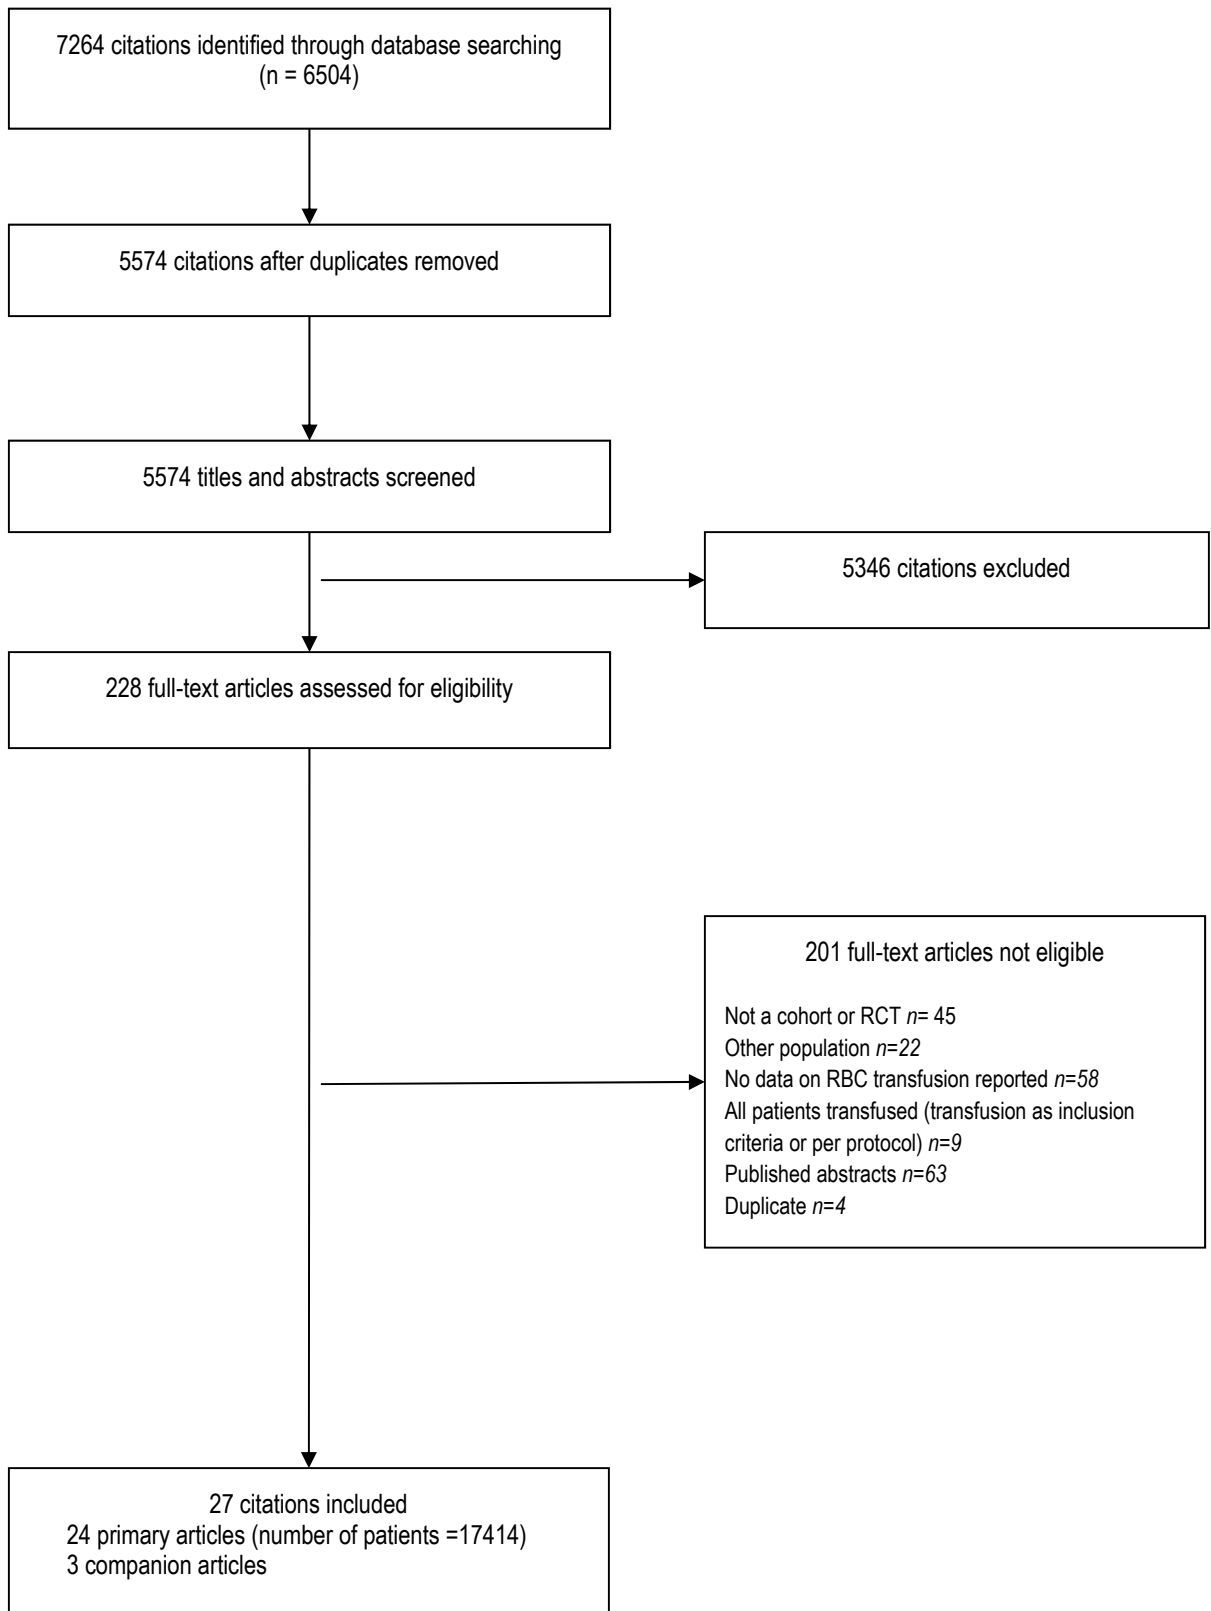 7264 citations identified through database searching
(n = 6504)
5574 citations after duplicates removed
5574 titles and abstracts screened
5346 citations excluded
228 full-text articles assessed for eligibility
201 full-text articles not eligible
Not a cohort or RCT n= 45
Other population n=22
No data on RBC transfusion reported n=58
All patients transfused (transfusion as inclusion
criteria or per protocol) n=9
Published abstracts n=63
Duplicate n=4
27 citations included
24 primary articles (number of patients =17414)
3 companion articles